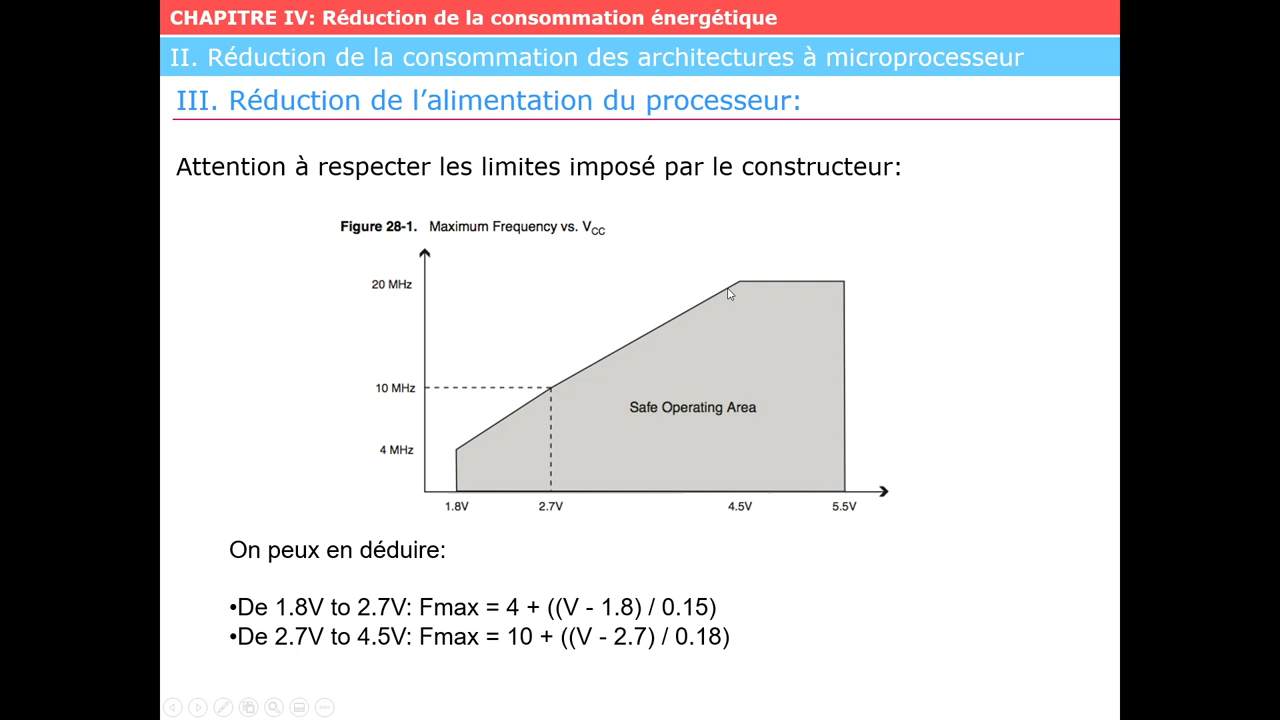 CHAPITRE IV: Réduction de la consommation énergétique
II. Réduction de la consommation des architectures à microprocesseur
III. Réduction de l’alimentation du processeur:
Attention à respecter les limites imposé par le constructeur:
Figure 28-1. Maximum Frequency vs. VCC
20 MHz
10 MHz
Safe Operating Area
4 MHz
1.8V 2.7V 4.5V 5.5V
On peux en déduire:
•De 1.8V to 2.7V: Fmax = 4 + ((V - 1.8) / 0.15)
•De 2.7V to 4.5V: Fmax = 10 + ((V - 2.7) / 0.18)